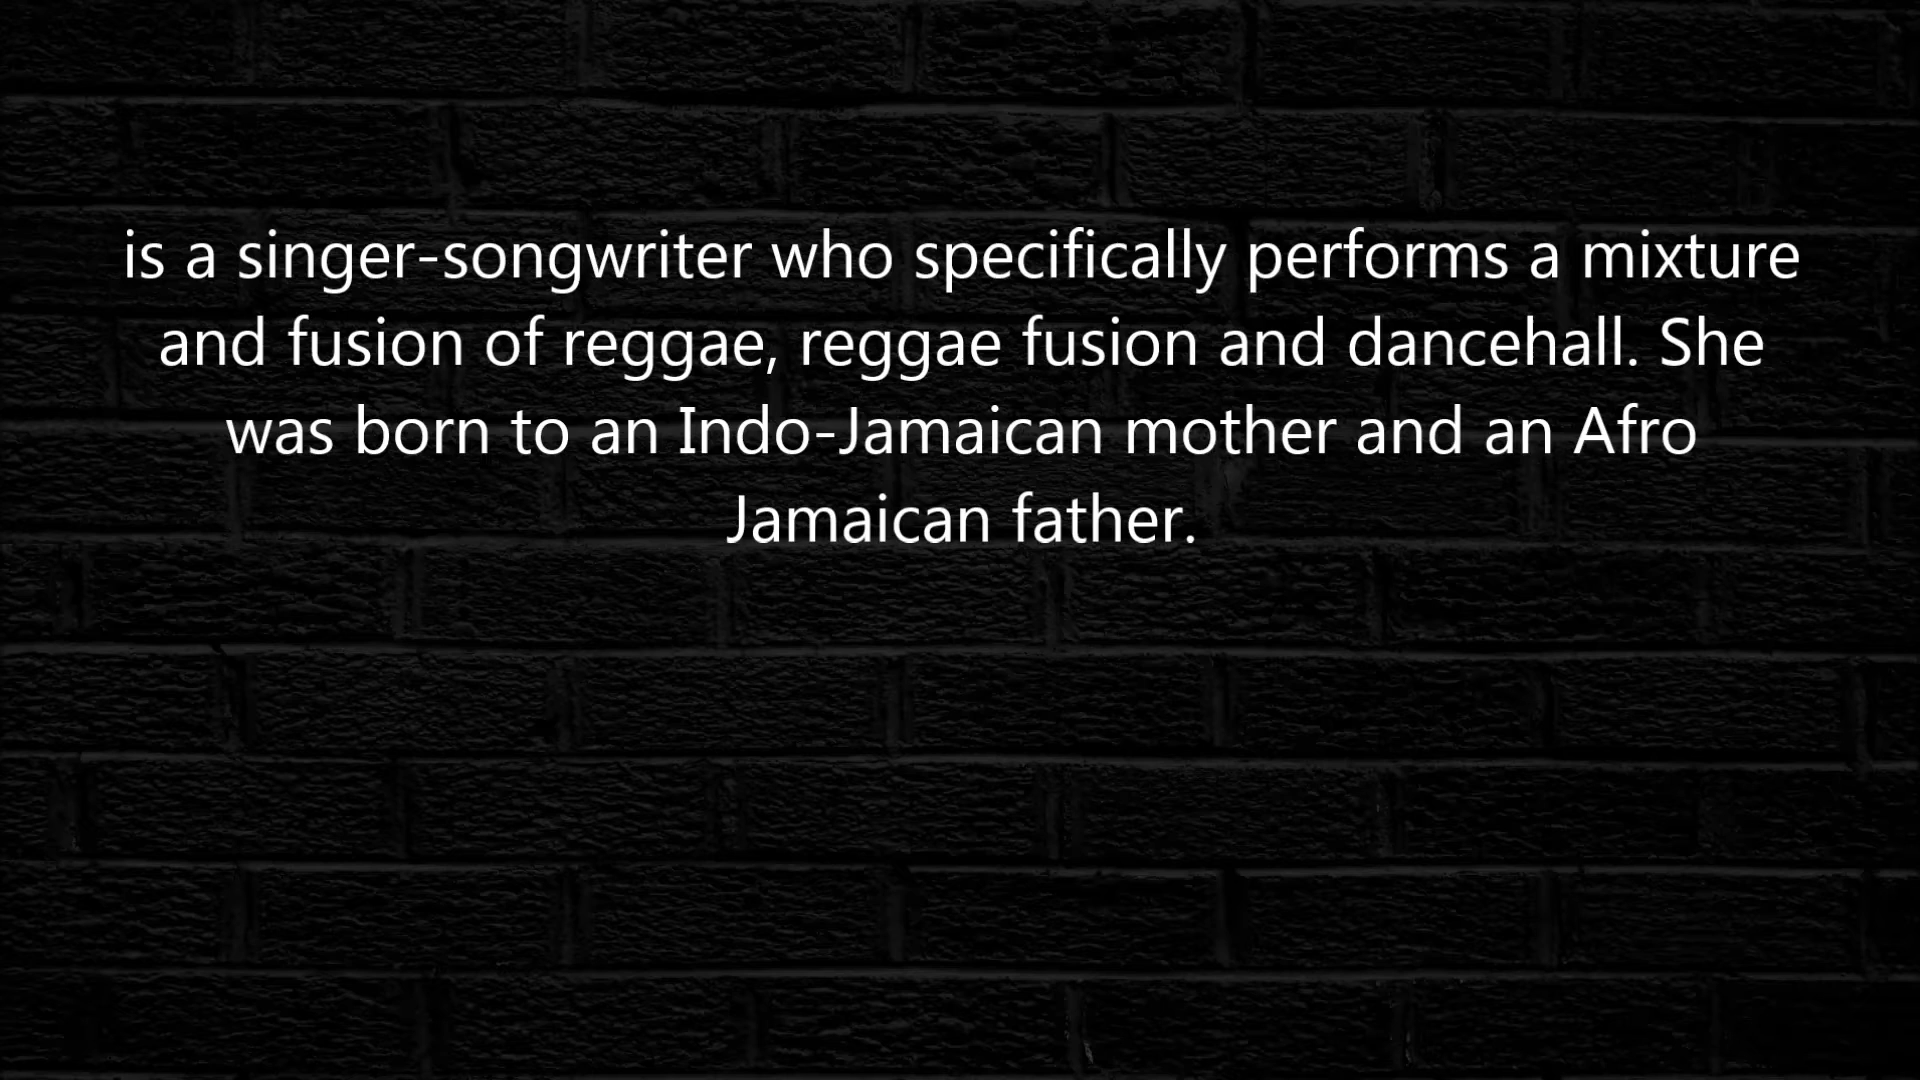 is a singer-songwriter who specifically performs a mixture
and fusion of reggae, reggae fusion and dancehall. She
was born to an Indo-Jamaican mother and an Afro
Jamaican father.